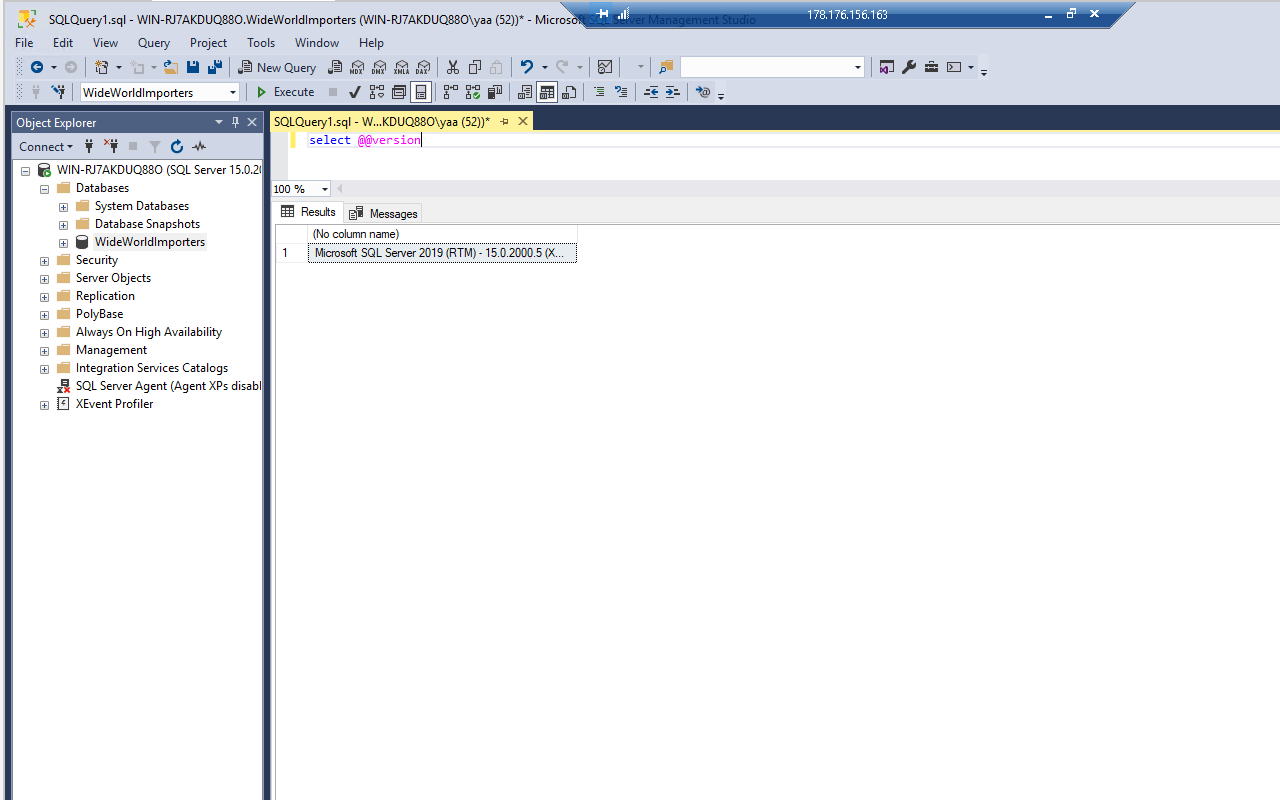 SQLQuery1.sql - WIN-RJ7AKDUQ88O.WideWorldImporters (WIN-RJ7AKDUQ88O\yaa (52))* - Microsoft SQL Server Management Studio
178.176.156.163
File Edit View Query Project Tools Window Help
New Query MDX DMX XMLA DAX
WideWorldImporters Execute
Object Explorer
SQLQuery1.sql - W...KDUQ88O\yaa (52))*
Connect
select @@version
WIN-RJ7AKDUQ88O (SQL Server 15.0.20
Databases
System Databases
Database Snapshots
WideWorldImporters
Security
Server Objects
Replication
PolyBase
Always On High Availability
Management
Integration Services Catalogs
SQL Server Agent (Agent XPs disabl
XEvent Profiler
100 %
Results Messages
(No column name)
1 Microsoft SQL Server 2019 (RTM) - 15.0.2000.5 (X...